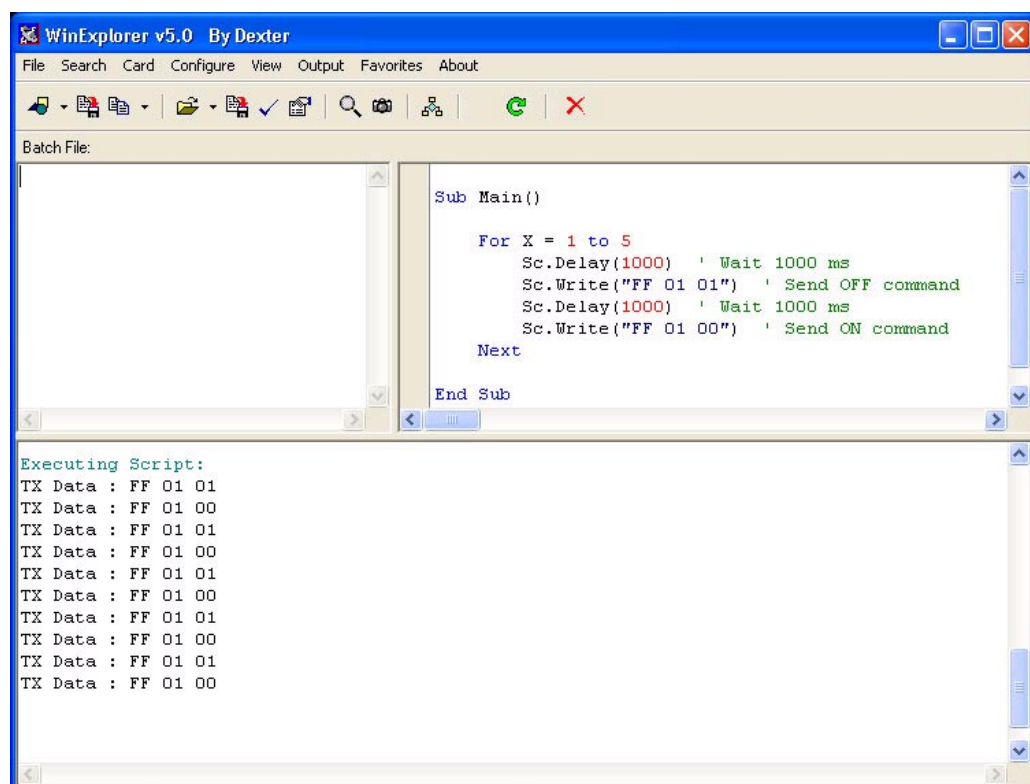 WinExplorer v5.0 By Dexter
File Search Card Configure View Output Favorites About
Batch File:
Sub Main()
For X = 1 to 5
Sc.Delay(1000) ' Wait 1000 ms
Sc.Write("FF 01 01") ' Send OFF command
Sc.Delay(1000) ' Wait 1000 ms
Sc.Write("FF 01 00") ' Send ON command
Next
End Sub
Executing Script:
TX Data : FF 01 01
TX Data : FF 01 00
TX Data : FF 01 01
TX Data : FF 01 00
TX Data : FF 01 01
TX Data : FF 01 00
TX Data : FF 01 01
TX Data : FF 01 00
TX Data : FF 01 01
TX Data : FF 01 00